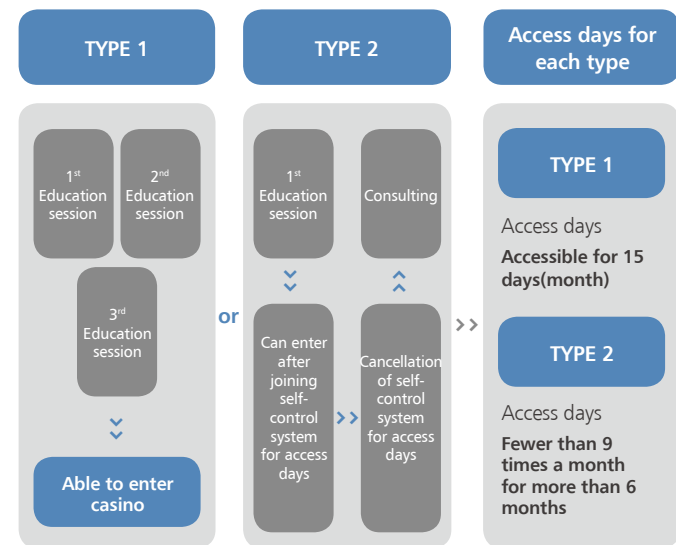 TYPE 1
1st
Education
session
2nd
Education
session
3rd
Education
session
Able to enter
casino
or
TYPE 2
1st
Education
session
Can enter
after
joining
self-
control
system
for access
days
Cancellation
of self-
control
system
for access
days
Consulting
Access days for
each type
TYPE 1
Access days
Accessible for 15
days(month)
TYPE 2
Access days
Fewer than 9
times a month
for more than 6
months